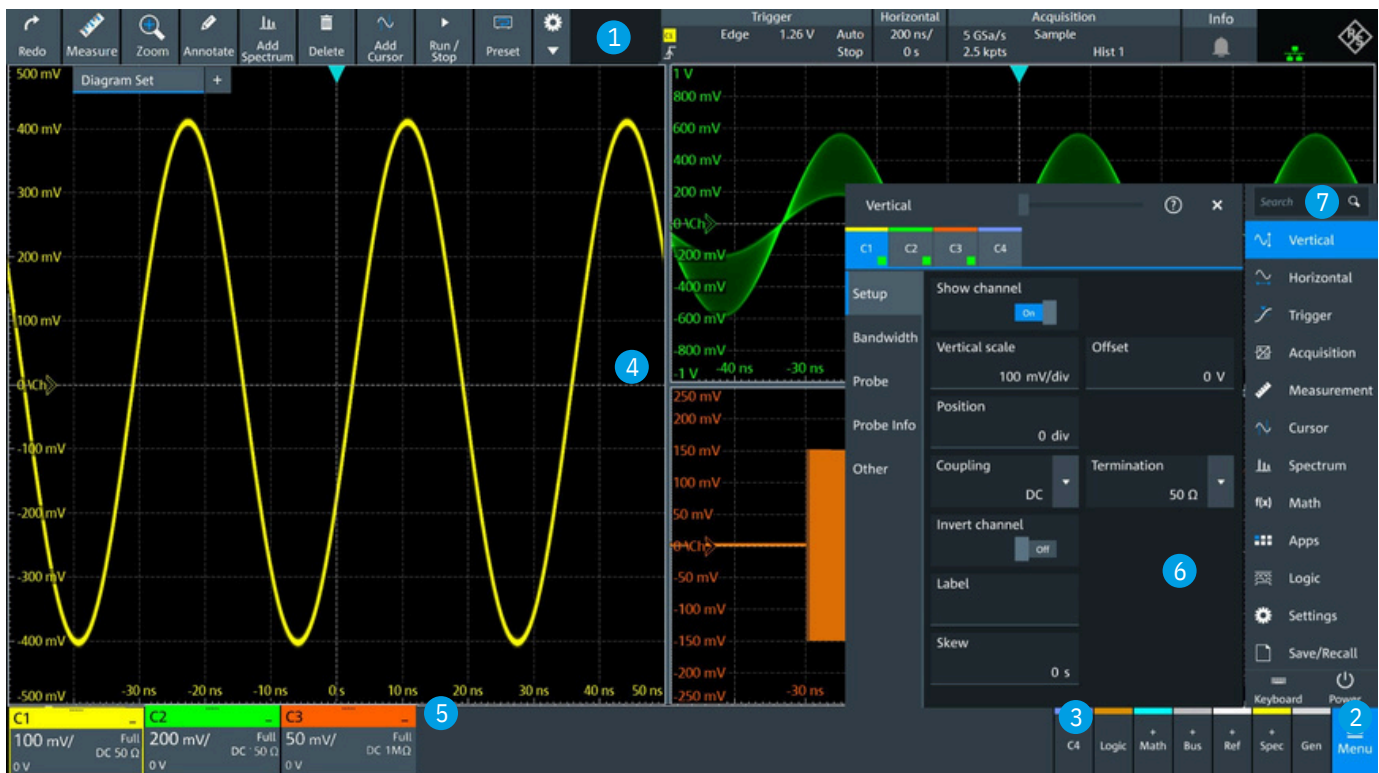 Redo
Measure
Zoom
Annotate
Add Spectrum
Delete
Add Cursor
Run / Stop
Preset
1
Trigger
C1 Edge 1.26 V Auto
Stop
Horizontal
200 ns/
0 s
Acquisition
5 GSa/s Sample
2.5 kpts Hist 1
Info
R&S
Diagram Set +
500 mV
400 mV
300 mV
200 mV
100 mV
0 V Ch
-100 mV
-200 mV
-300 mV
-400 mV
-500 mV
-30 ns -20 ns -10 ns 0 s 10 ns 20 ns 30 ns 40 ns 50 ns
4
1 V
800 mV
600 mV
400 mV
200 mV
0 V Ch
-200 mV
-400 mV
-600 mV
-800 mV
-1 V -40 ns -30 ns
250 mV
200 mV
150 mV
100 mV
50 mV
0 V Ch
-50 mV
-100 mV
-150 mV
-200 mV
-250 mV -30 ns
Vertical ?
C1 C2 C3 C4
Setup
Bandwidth
Probe
Probe Info
Other
Show channel
On
Vertical scale
100 mV/div
Offset
0 V
Position
0 div
Coupling
DC
Termination
50 Ω
Invert channel
Off
Label
Skew
0 s
6
Search 7
Vertical
Horizontal
Trigger
Acquisition
Measurement
Cursor
Spectrum
f(x) Math
Apps
Logic
Settings
Save/Recall
Keyboard Power
C1
100 mV/ Full
DC 50 Ω
0 V
C2
200 mV/ Full
DC 50 Ω
0 V
C3
50 mV/ Full
DC 1MΩ
0 V
5
3
C4
Logic
+ Math
+ Bus
+ Ref
+ Spec
Gen
2
Menu